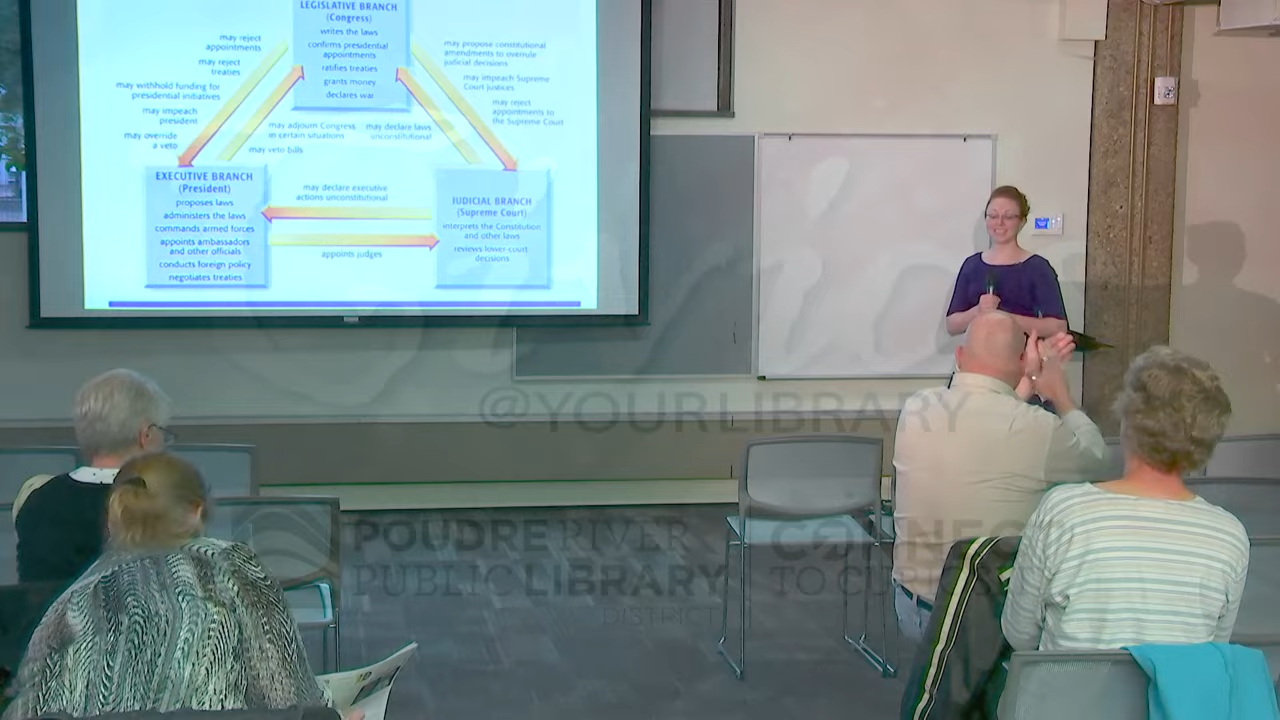 LEGISLATIVE BRANCH
(Congress)
writes the laws
confirms presidential
appointments
ratifies treaties
grants money
declares war
may reject
appointments
may reject
treaties
may withhold funding for
presidential initiatives
may impeach
president
may override
a veto
may propose constitutional
amendments to overrule
judicial decisions
may impeach Supreme
Court justices
may reject
appointments to
the Supreme Court
may adjourn Congress
in certain situations
may veto bills
may declare laws
unconstitutional
EXECUTIVE BRANCH
(President)
proposes laws
administers the laws
commands armed forces
appoints ambassadors
and other officials
conducts foreign policy
negotiates treaties
may declare executive
actions unconstitutional
appoints judges
JUDICIAL BRANCH
(Supreme Court)
interprets the Constitution
and other laws
reviews lower-court
decisions
@YOURLIBRARY
POUDRE RIVER
PUBLIC LIBRARY
DISTRICT
TO